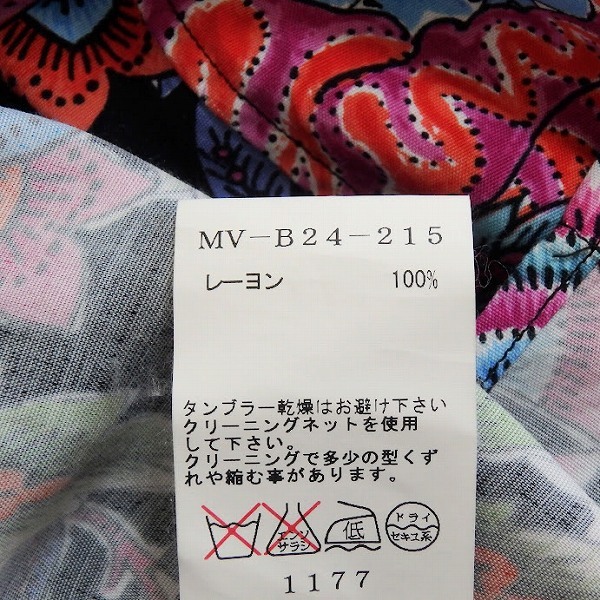 MV-B24-215
レーヨン 100%
タンブラー乾燥はお避け下さい
クリーニングネットを使用
して下さい。
クリーニングで多少の型くず
れや縮む事があります。
エンソ
サラシ
低
ドライ
セキユ系
1177